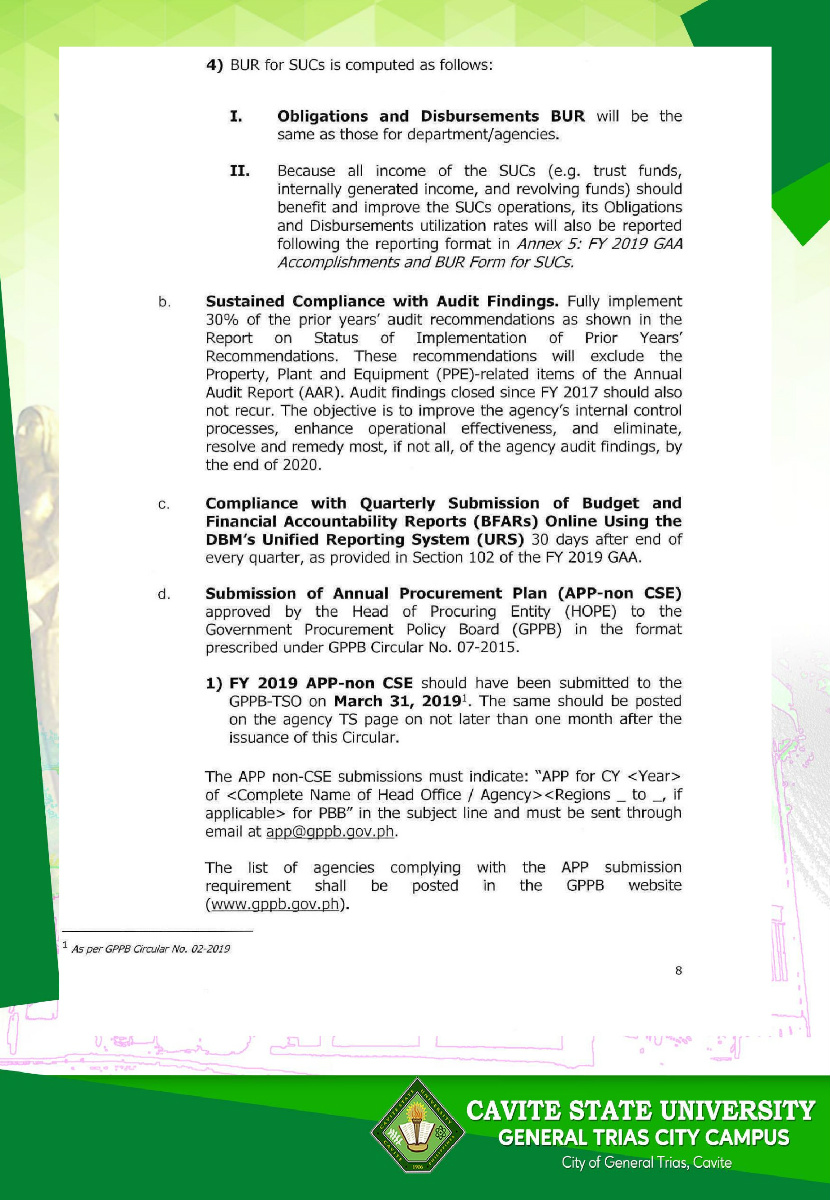 4) BUR for SUCs is computed as follows:
I. Obligations and Disbursements BUR will be the
same as those for department/agencies.
II. Because all income of the SUCs (e.g. trust funds,
internally generated income, and revolving funds) should
benefit and improve the SUCs operations, its Obligations
and Disbursements utilization rates will also be reported
following the reporting format in Annex 5: FY 2019 GAA
Accomplishments and BUR Form for SUCs.
b. Sustained Compliance with Audit Findings. Fully implement
30% of the prior years' audit recommendations as shown in the
Report on Status of Implementation of Prior Years'
Recommendations. These recommendations will exclude the
Property, Plant and Equipment (PPE)-related items of the Annual
Audit Report (AAR). Audit findings closed since FY 2017 should also
not recur. The objective is to improve the agency's internal control
processes, enhance operational effectiveness, and eliminate,
resolve and remedy most, if not all, of the agency audit findings, by
the end of 2020.
c. Compliance with Quarterly Submission of Budget and
Financial Accountability Reports (BFARs) Online Using the
DBM's Unified Reporting System (URS) 30 days after end of
every quarter, as provided in Section 102 of the FY 2019 GAA.
d. Submission of Annual Procurement Plan (APP-non CSE)
approved by the Head of Procuring Entity (HOPE) to the
Government Procurement Policy Board (GPPB) in the format
prescribed under GPPB Circular No. 07-2015.
1) FY 2019 APP-non CSE should have been submitted to the
GPPB-TSO on March 31, 2019¹. The same should be posted
on the agency TS page on not later than one month after the
issuance of this Circular.
The APP non-CSE submissions must indicate: "APP for CY <Year>
of <Complete Name of Head Office / Agency><Regions _ to _, if
applicable> for PBB" in the subject line and must be sent through
email at app@gppb.gov.ph.
The list of agencies complying with the APP submission
requirement shall be posted in the GPPB website
(www.gppb.gov.ph).
¹ As per GPPB Circular No. 02-2019
8
CAVITE STATE UNIVERSITY
GENERAL TRIAS CITY CAMPUS
City of General Trias, Cavite
1906